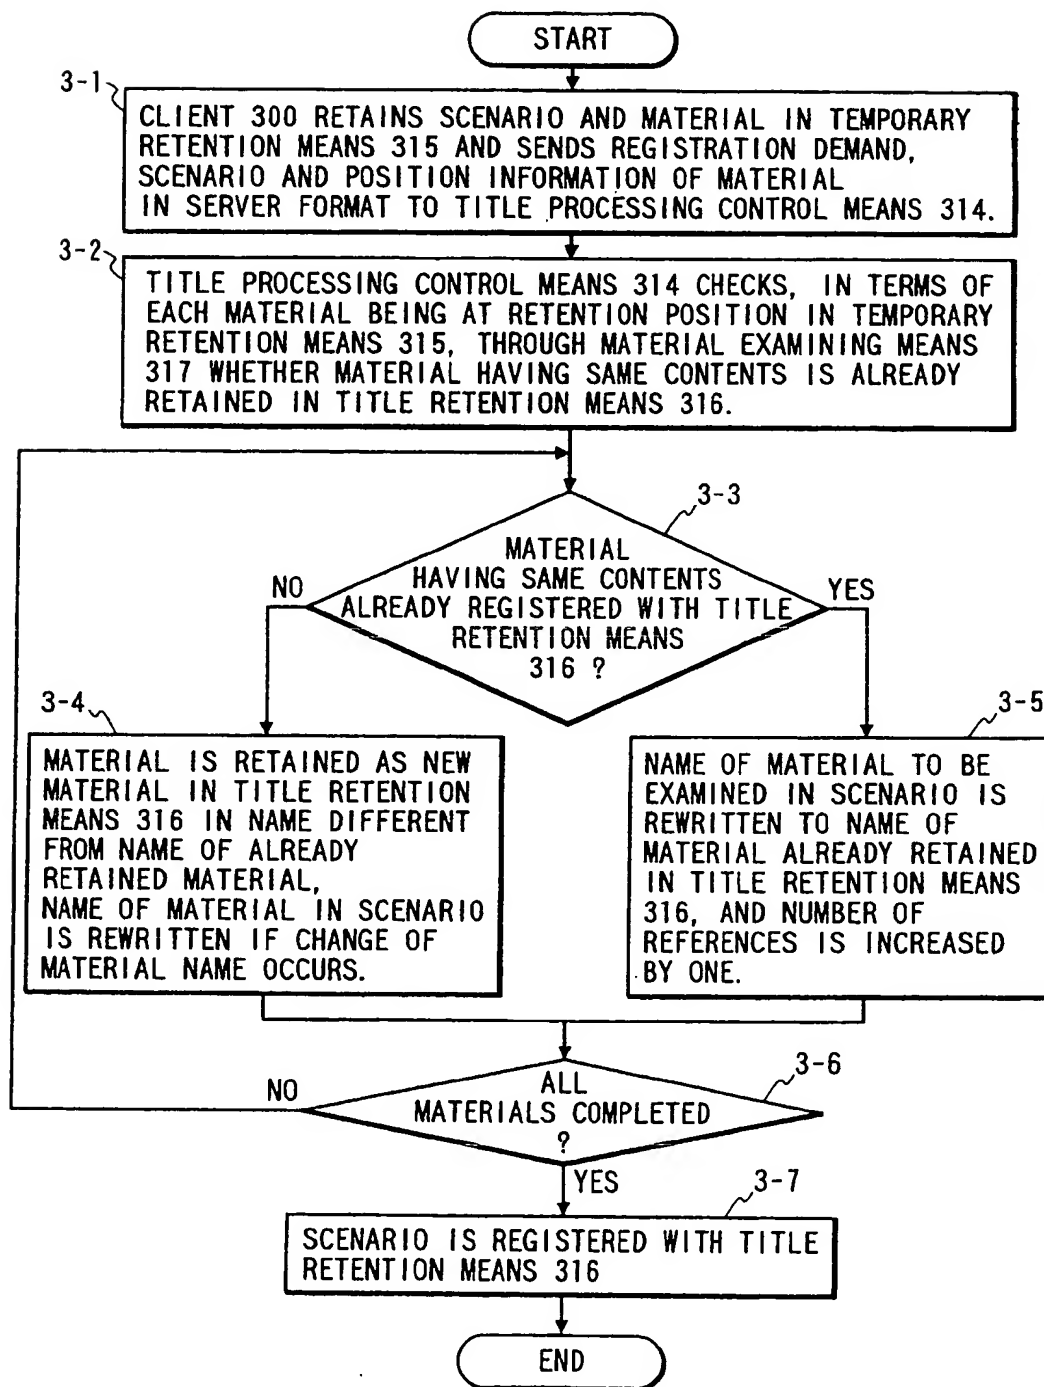 START
3-1
CLIENT 300 RETAINS SCENARIO AND MATERIAL IN TEMPORARY
RETENTION MEANS 315 AND SENDS REGISTRATION DEMAND,
SCENARIO AND POSITION INFORMATION OF MATERIAL
IN SERVER FORMAT TO TITLE PROCESSING CONTROL MEANS 314.
3-2
TITLE PROCESSING CONTROL MEANS 314 CHECKS, IN TERMS OF
EACH MATERIAL BEING AT RETENTION POSITION IN TEMPORARY
RETENTION MEANS 315, THROUGH MATERIAL EXAMINING MEANS
317 WHETHER MATERIAL HAVING SAME CONTENTS IS ALREADY
RETAINED IN TITLE RETENTION MEANS 316.
3-3
MATERIAL
HAVING SAME CONTENTS
ALREADY REGISTERED WITH TITLE
RETENTION MEANS
316 ?
NO
YES
3-4
MATERIAL IS RETAINED AS NEW
MATERIAL IN TITLE RETENTION
MEANS 316 IN NAME DIFFERENT
FROM NAME OF ALREADY
RETAINED MATERIAL,
NAME OF MATERIAL IN SCENARIO
IS REWRITTEN IF CHANGE OF
MATERIAL NAME OCCURS.
3-5
NAME OF MATERIAL TO BE
EXAMINED IN SCENARIO IS
REWRITTEN TO NAME OF
MATERIAL ALREADY RETAINED
IN TITLE RETENTION MEANS
316, AND NUMBER OF
REFERENCES IS INCREASED
BY ONE.
3-6
ALL
MATERIALS COMPLETED
?
NO
YES
3-7
SCENARIO IS REGISTERED WITH TITLE
RETENTION MEANS 316
END